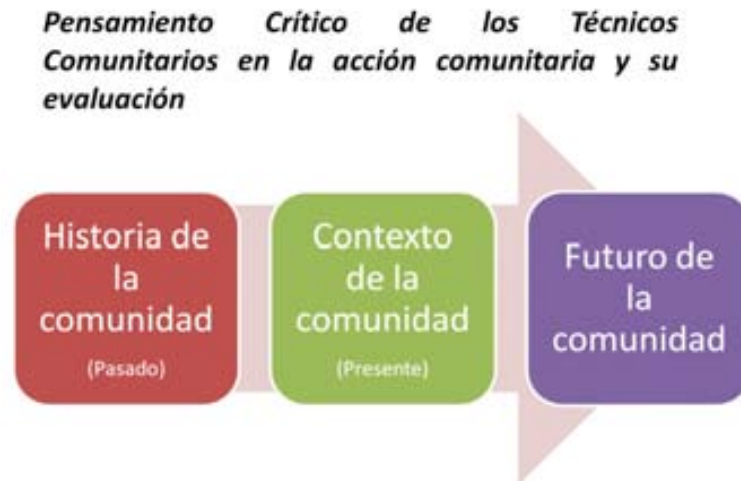 Pensamiento Crítico de los Técnicos
Comunitarios en la acción comunitaria y su
evaluación
Historia de
la
comunidad
(Pasado)
Contexto
de la
comunidad
(Presente)
Futuro de
la
comunidad